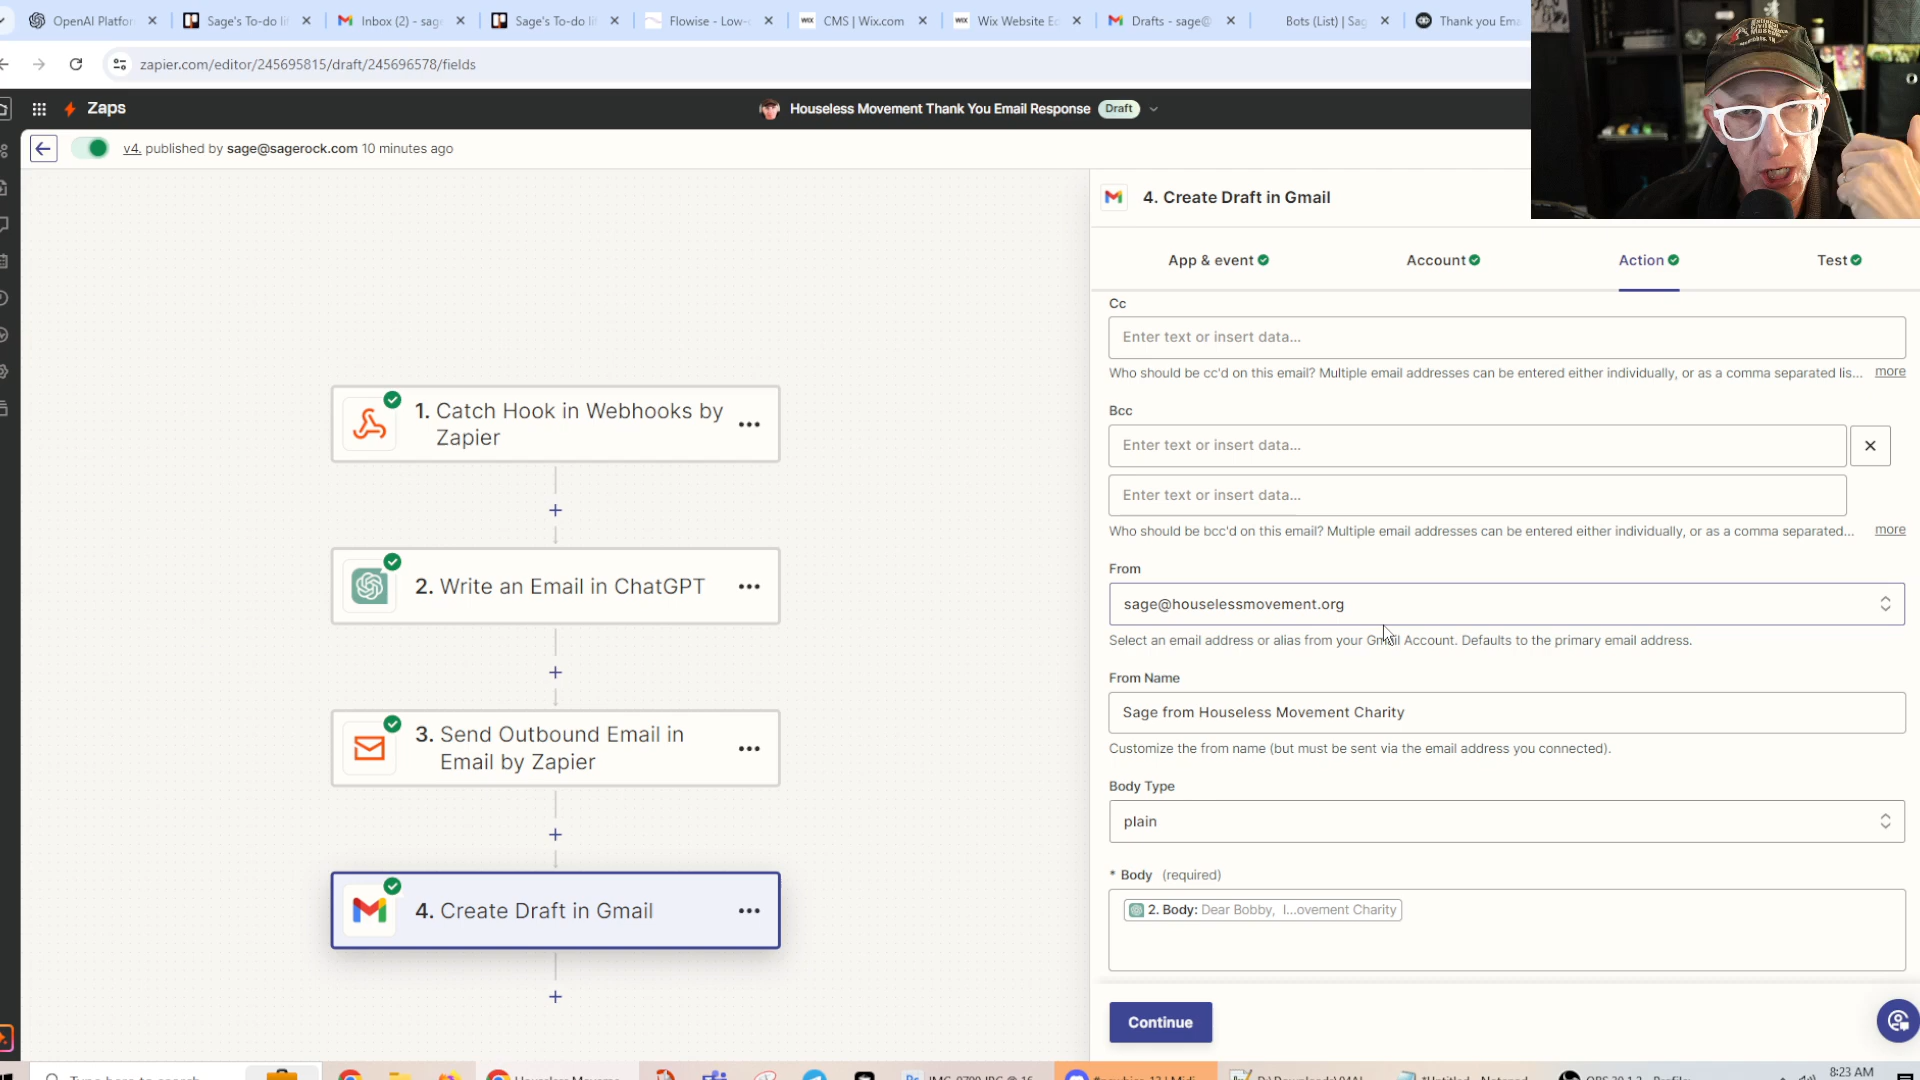 OpenAI Platfor
Sage's To-do li
Inbox (2) - sage
Sage's To-do li
Flowise - Low-c
CMS | Wix.com
Wix Website Ed
Drafts - sage@
Bots (List) | Sag
Thank you Ema
zapier.com/editor/245695815/draft/245696578/fields
Zaps
Houseless Movement Thank You Email Response
Draft
v4. published by sage@sagerock.com 10 minutes ago
4. Create Draft in Gmail
App & event
Account
Action
Test
Cc
Enter text or insert data...
Who should be cc'd on this email? Multiple email addresses can be entered either individually, or as a comma separated lis... more
Bcc
Enter text or insert data...
Enter text or insert data...
Who should be bcc'd on this email? Multiple email addresses can be entered either individually, or as a comma separated... more
From
sage@houselessmovement.org
Select an email address or alias from your Gmail Account. Defaults to the primary email address.
From Name
Sage from Houseless Movement Charity
Customize the from name (but must be sent via the email address you connected).
Body Type
plain
* Body (required)
2. Body: Dear Bobby, I...ovement Charity
Continue
1. Catch Hook in Webhooks by
Zapier
2. Write an Email in ChatGPT
3. Send Outbound Email in
Email by Zapier
4. Create Draft in Gmail
Type here to search
8:23 AM